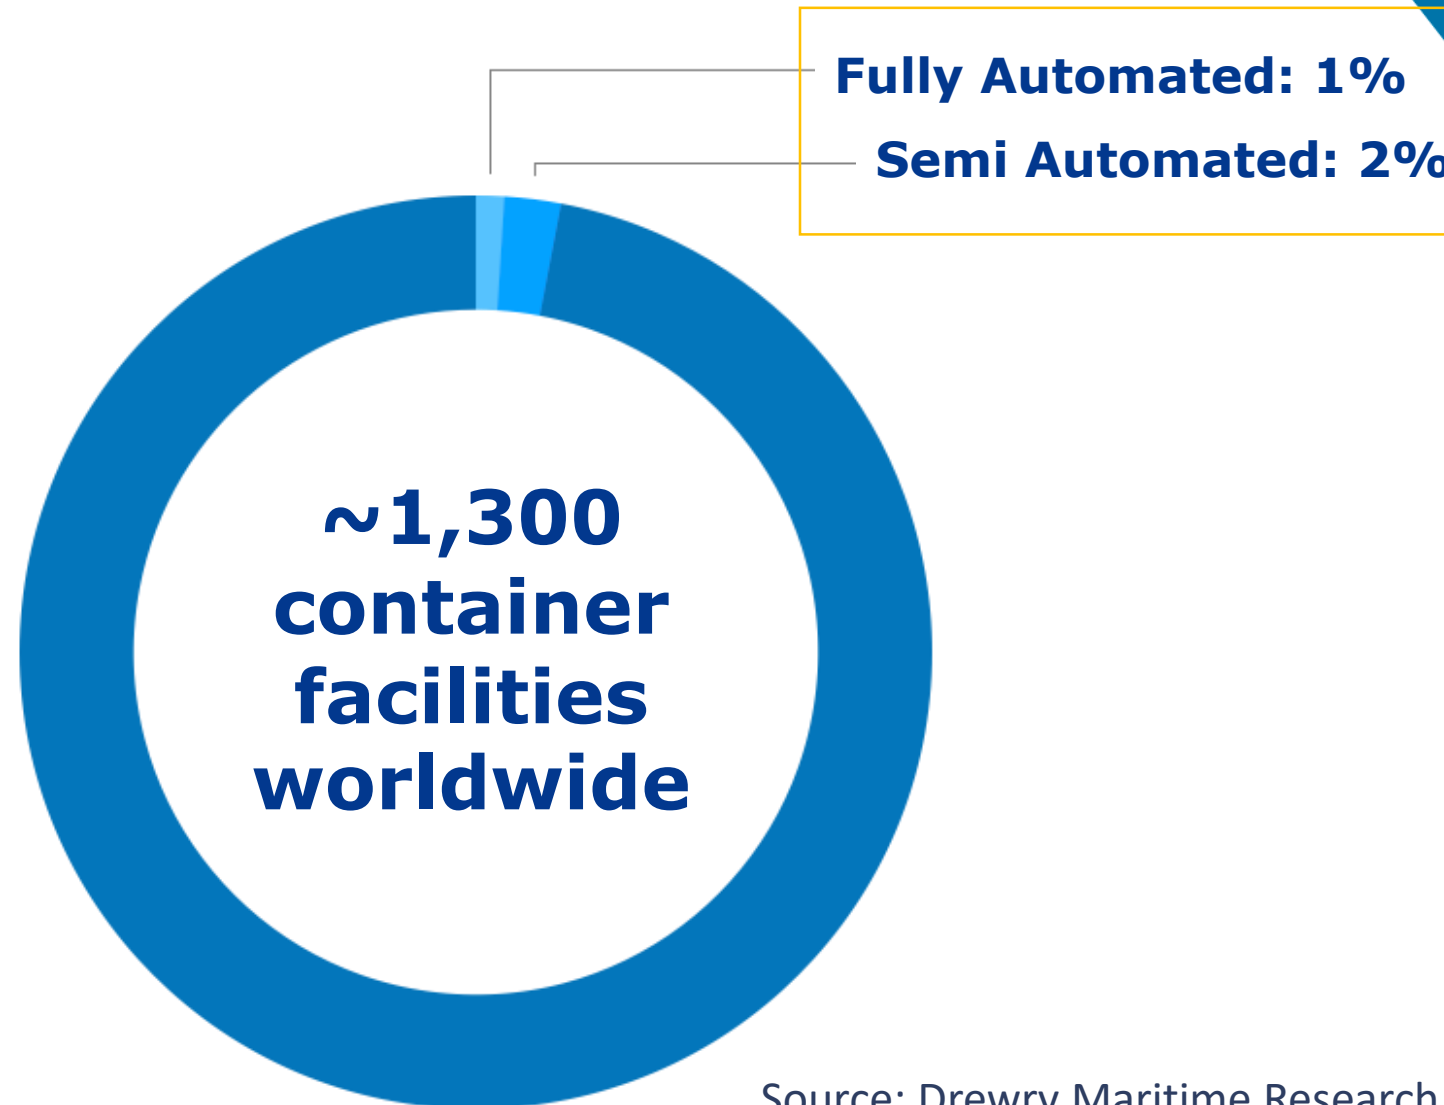 Fully Automated: 1%
Semi Automated: 2%
~1,300
container
facilities
worldwide
Source: Drewry Maritime Research